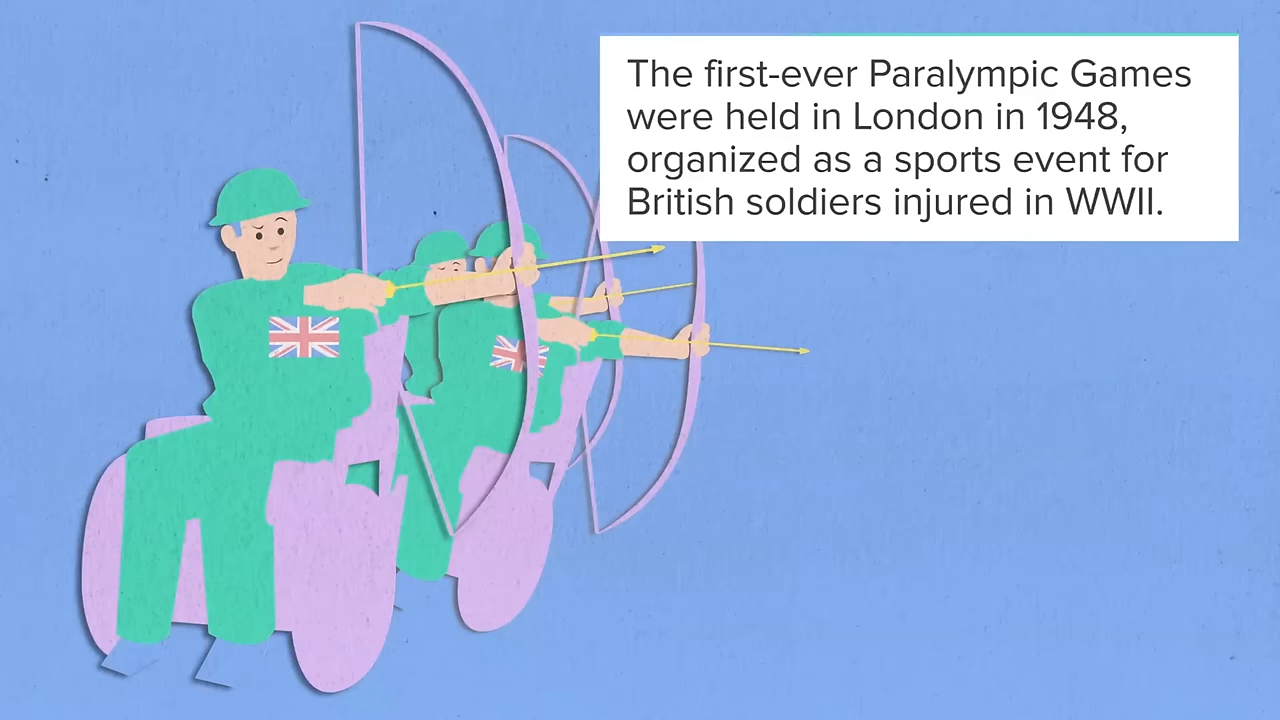 The first-ever Paralympic Games
were held in London in 1948,
organized as a sports event for
British soldiers injured in WWII.